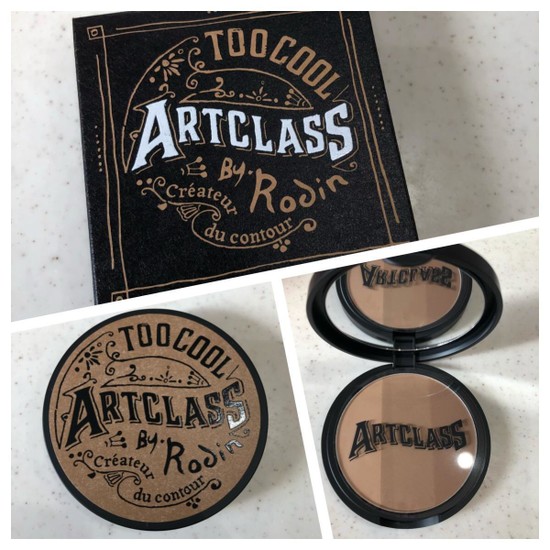 TOO COOL
ARTCLASS
By. Rodin
Créateur
du contour
TOO COOL
ARTCLASS
By. Rodin
Créateur
du contour
ARTCLASS
ARTCLASS